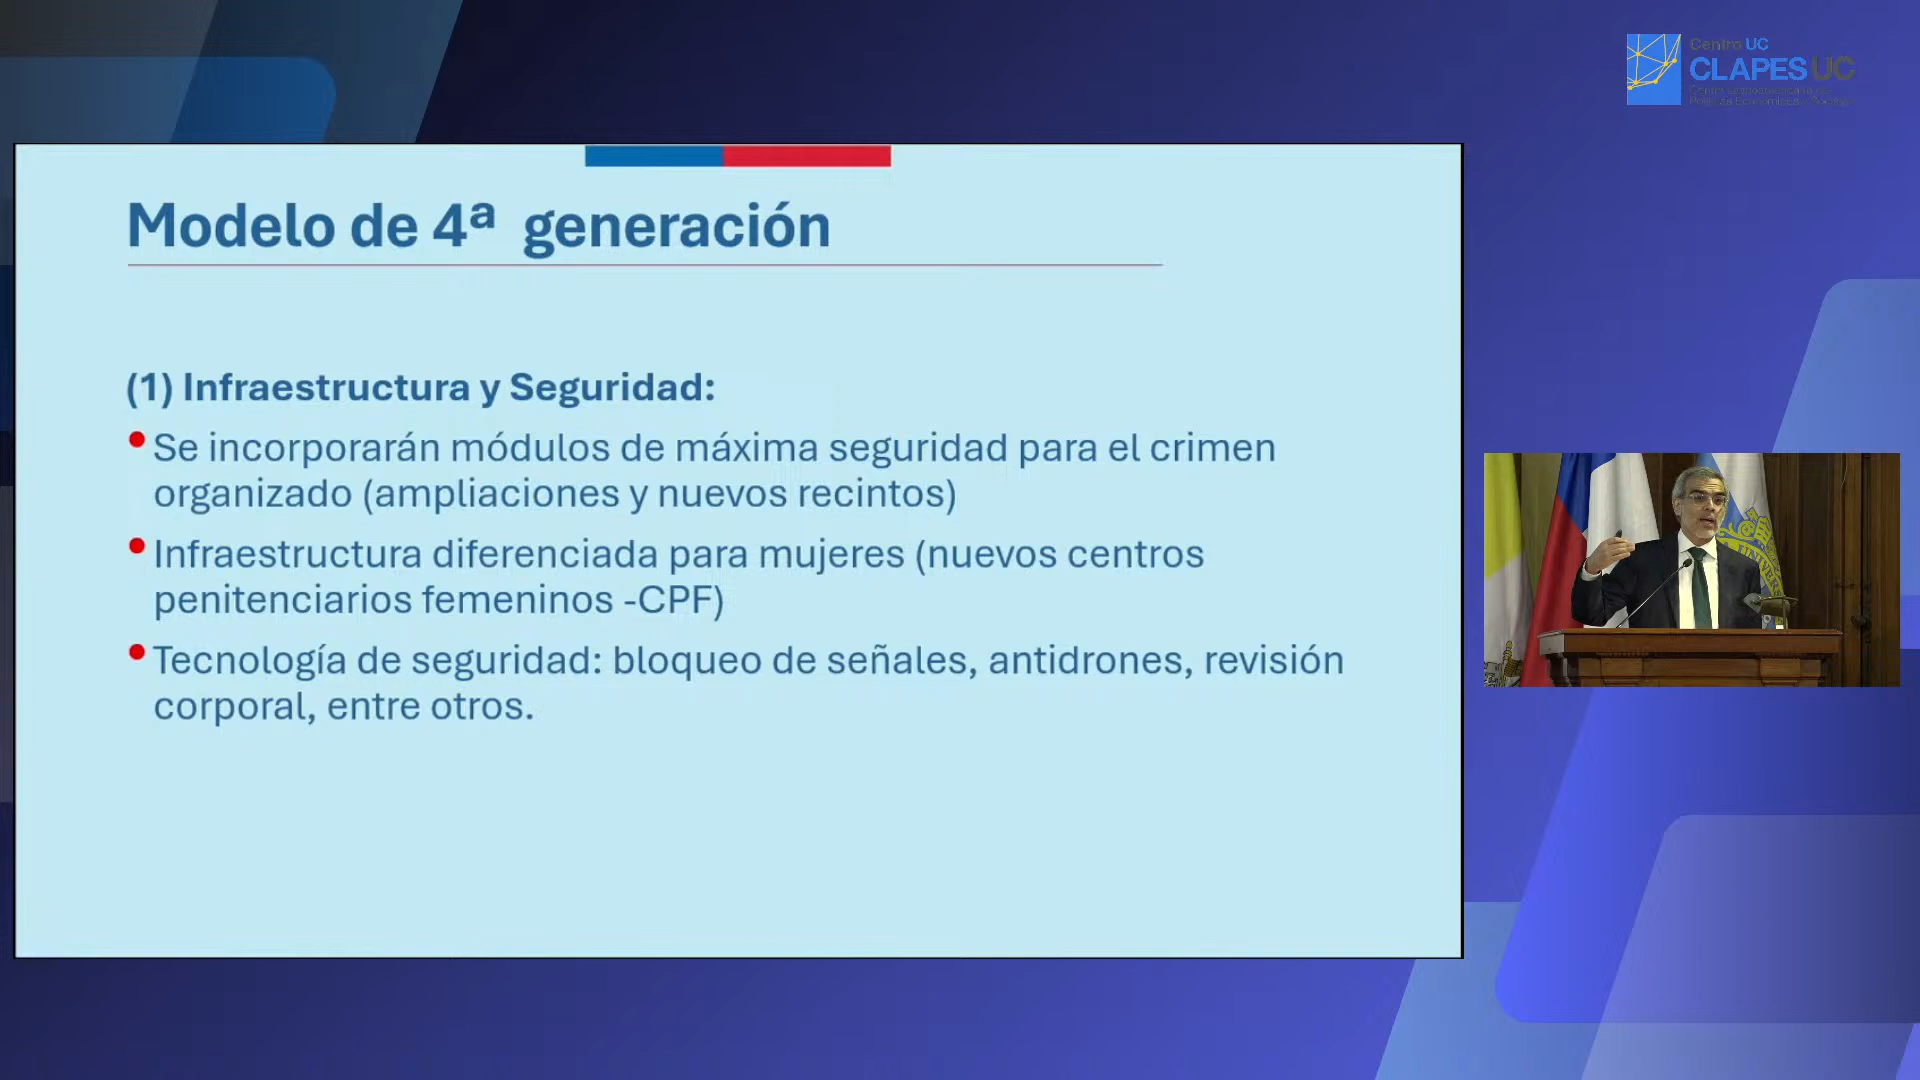 Centro UC
CLAPES UC
Modelo de 4ª generación
(1) Infraestructura y Seguridad:
Se incorporarán módulos de máxima seguridad para el crimen
organizado (ampliaciones y nuevos recintos)
Infraestructura diferenciada para mujeres (nuevos centros
penitenciarios femeninos -CPF)
Tecnología de seguridad: bloqueo de señales, antidrones, revisión
corporal, entre otros.